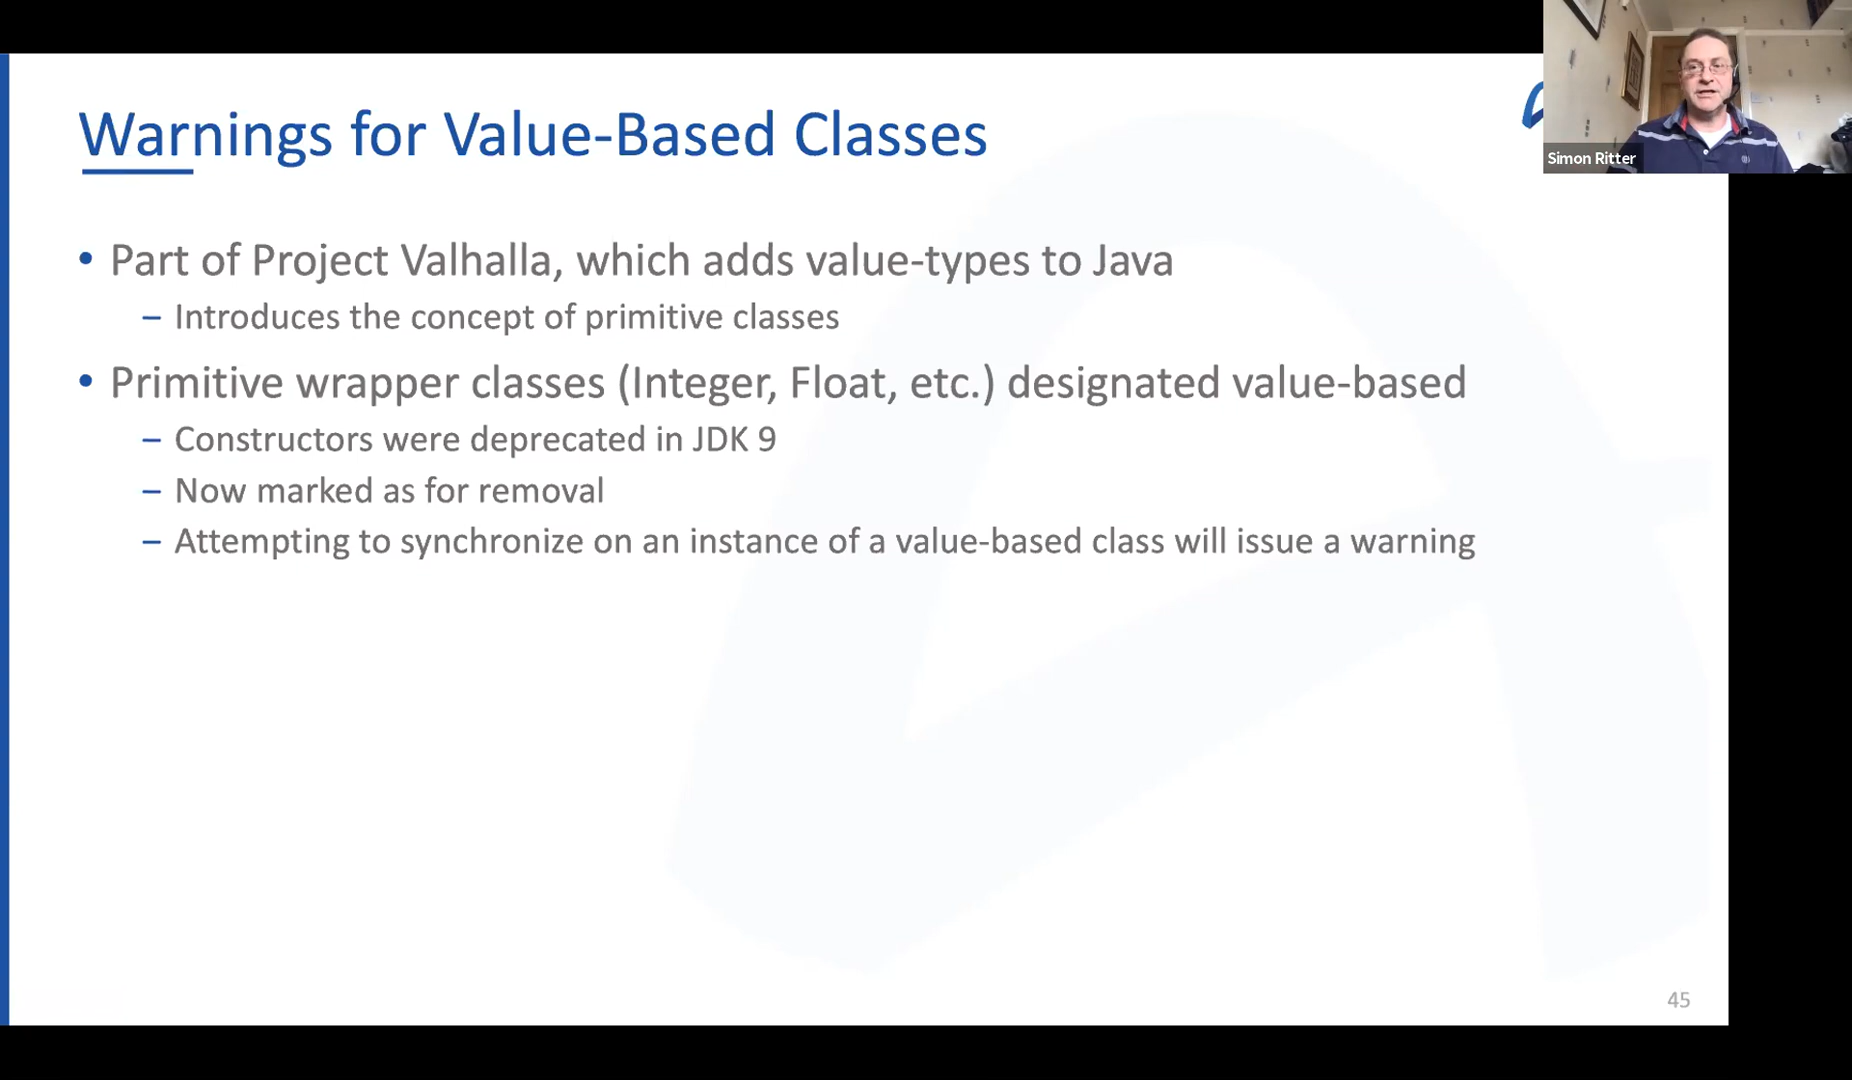 Warnings for Value-Based Classes
Simon Ritter
• Part of Project Valhalla, which adds value-types to Java
– Introduces the concept of primitive classes
• Primitive wrapper classes (Integer, Float, etc.) designated value-based
– Constructors were deprecated in JDK 9
– Now marked as for removal
– Attempting to synchronize on an instance of a value-based class will issue a warning
45